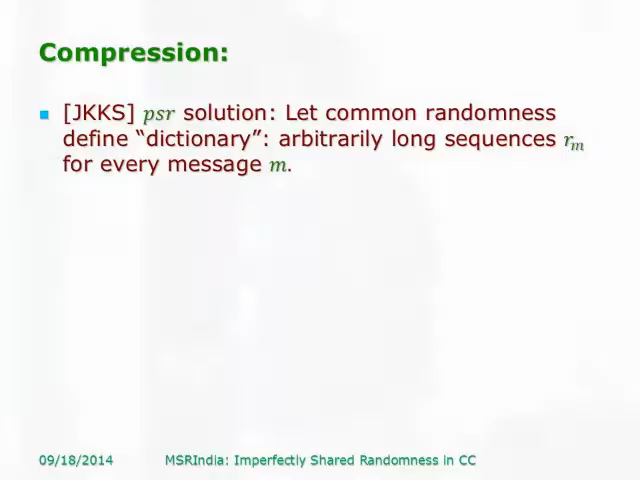 Compression:
[JKKS] psr solution: Let common randomness
define “dictionary”: arbitrarily long sequences rₘ
for every message m.
09/18/2014 MSRIndia: Imperfectly Shared Randomness in CC